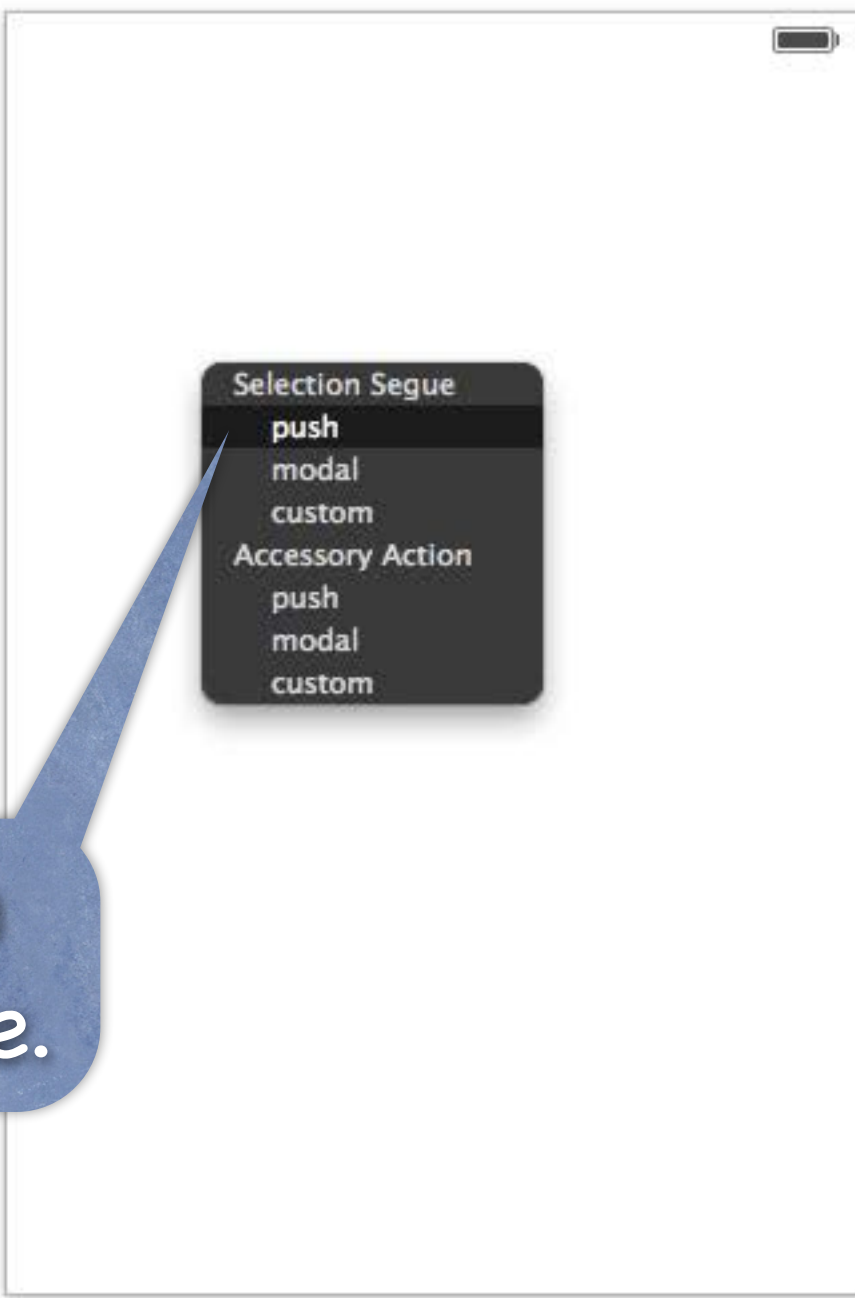 Selection Segue
push
modal
custom
Accessory Action
push
modal
custom